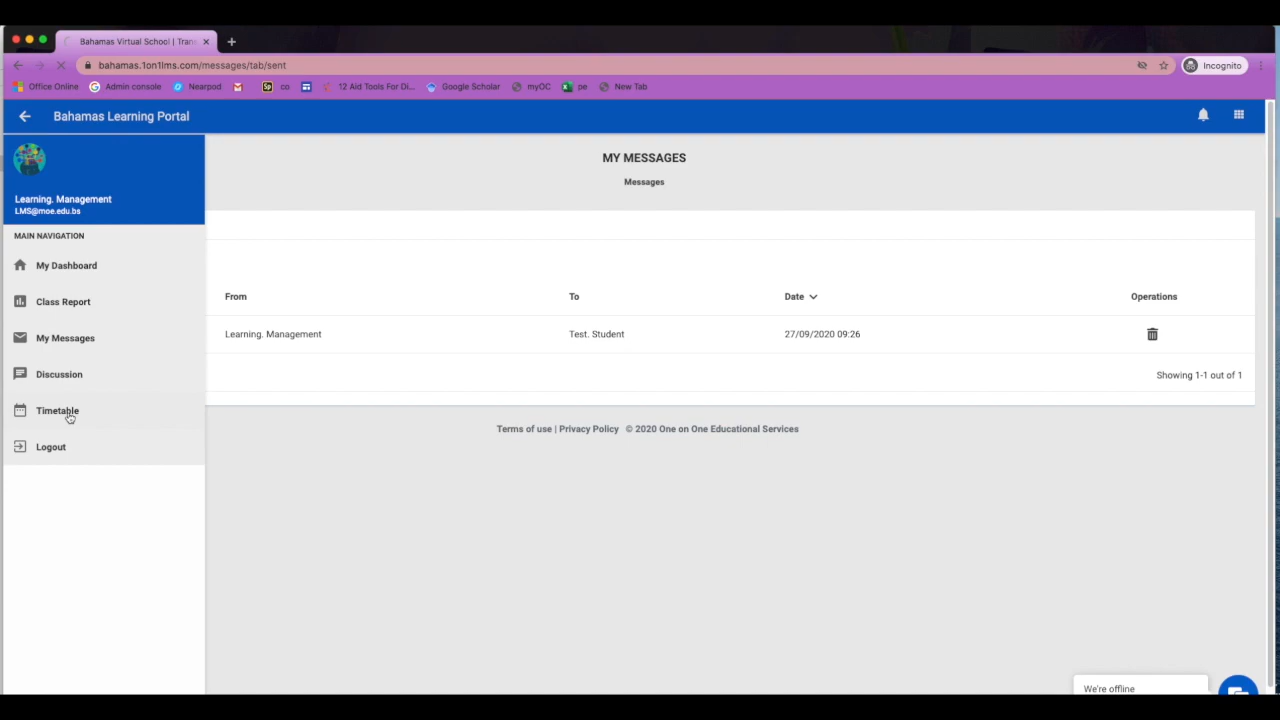 Bahamas Virtual School | Tran
bahamas.1on1lms.com/messages/tab/sent
Incognito
Office Online
Admin console
Nearpod
Sp
co
12 Aid Tools For Di...
Google Scholar
myOC
pe
New Tab
Bahamas Learning Portal
Learning. Management
LMS@moe.edu.bs
MAIN NAVIGATION
My Dashboard
Class Report
My Messages
Discussion
Timetable
Logout
MY MESSAGES
Messages
From To Date Operations
Learning. Management Test. Student 27/09/2020 09:26
Showing 1-1 out of 1
Terms of use | Privacy Policy © 2020 One on One Educational Services
We're offline